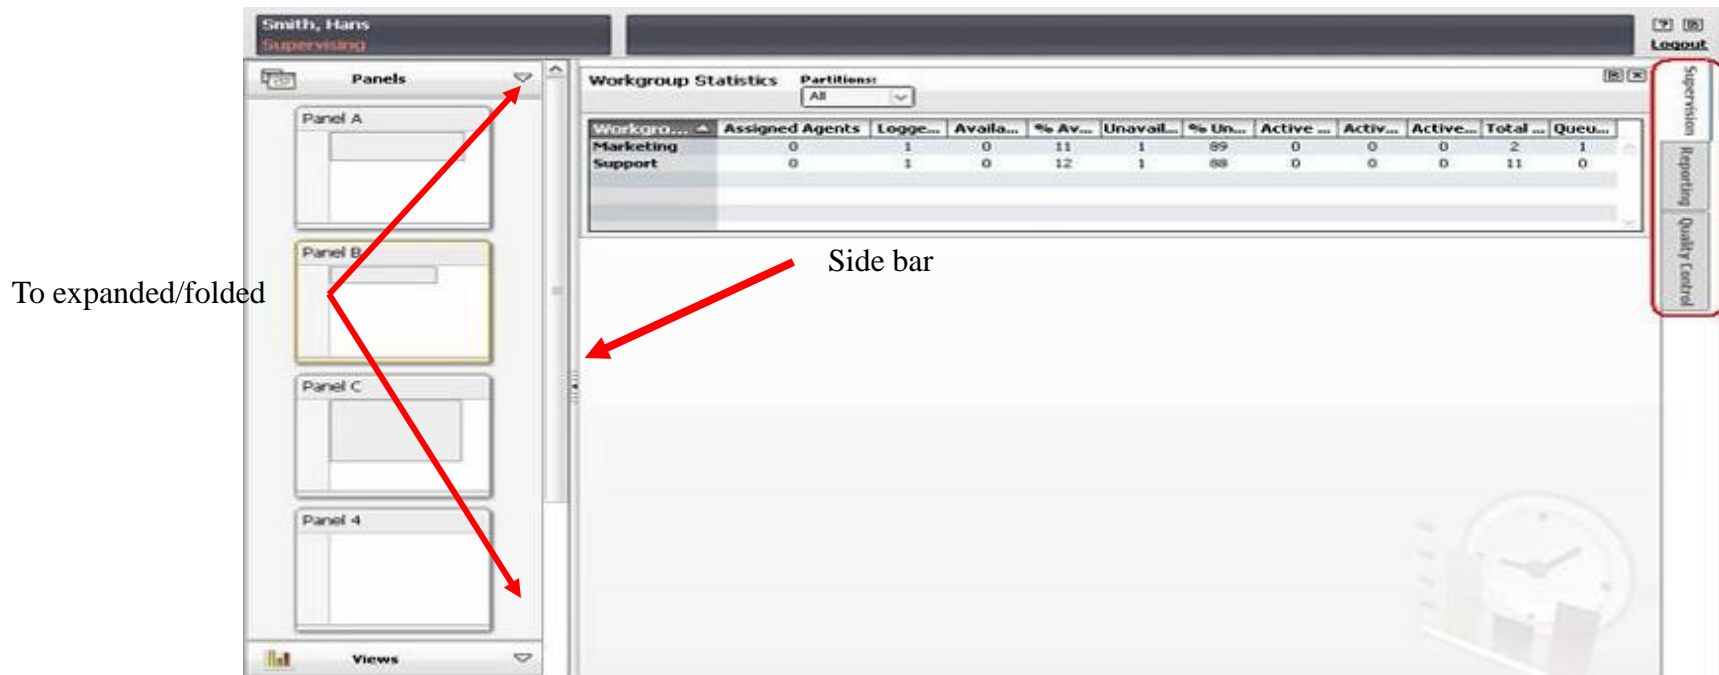 Smith, Hans
Supervising
Logout
Panels
Workgroup Statistics Partitions:
All
Panel A
Workgro... Assigned Agents Logge... Availa... % Av... Unavail... % Un... Active ... Activ... Active... Total ... Queu...
Marketing 0 1 0 11 1 89 0 0 0 2 1
Support 0 1 0 12 1 88 0 0 0 11 0
Supervision
Reporting
Quality Control
Panel B
Side bar
To expanded/folded
Panel C
Panel 4
Views